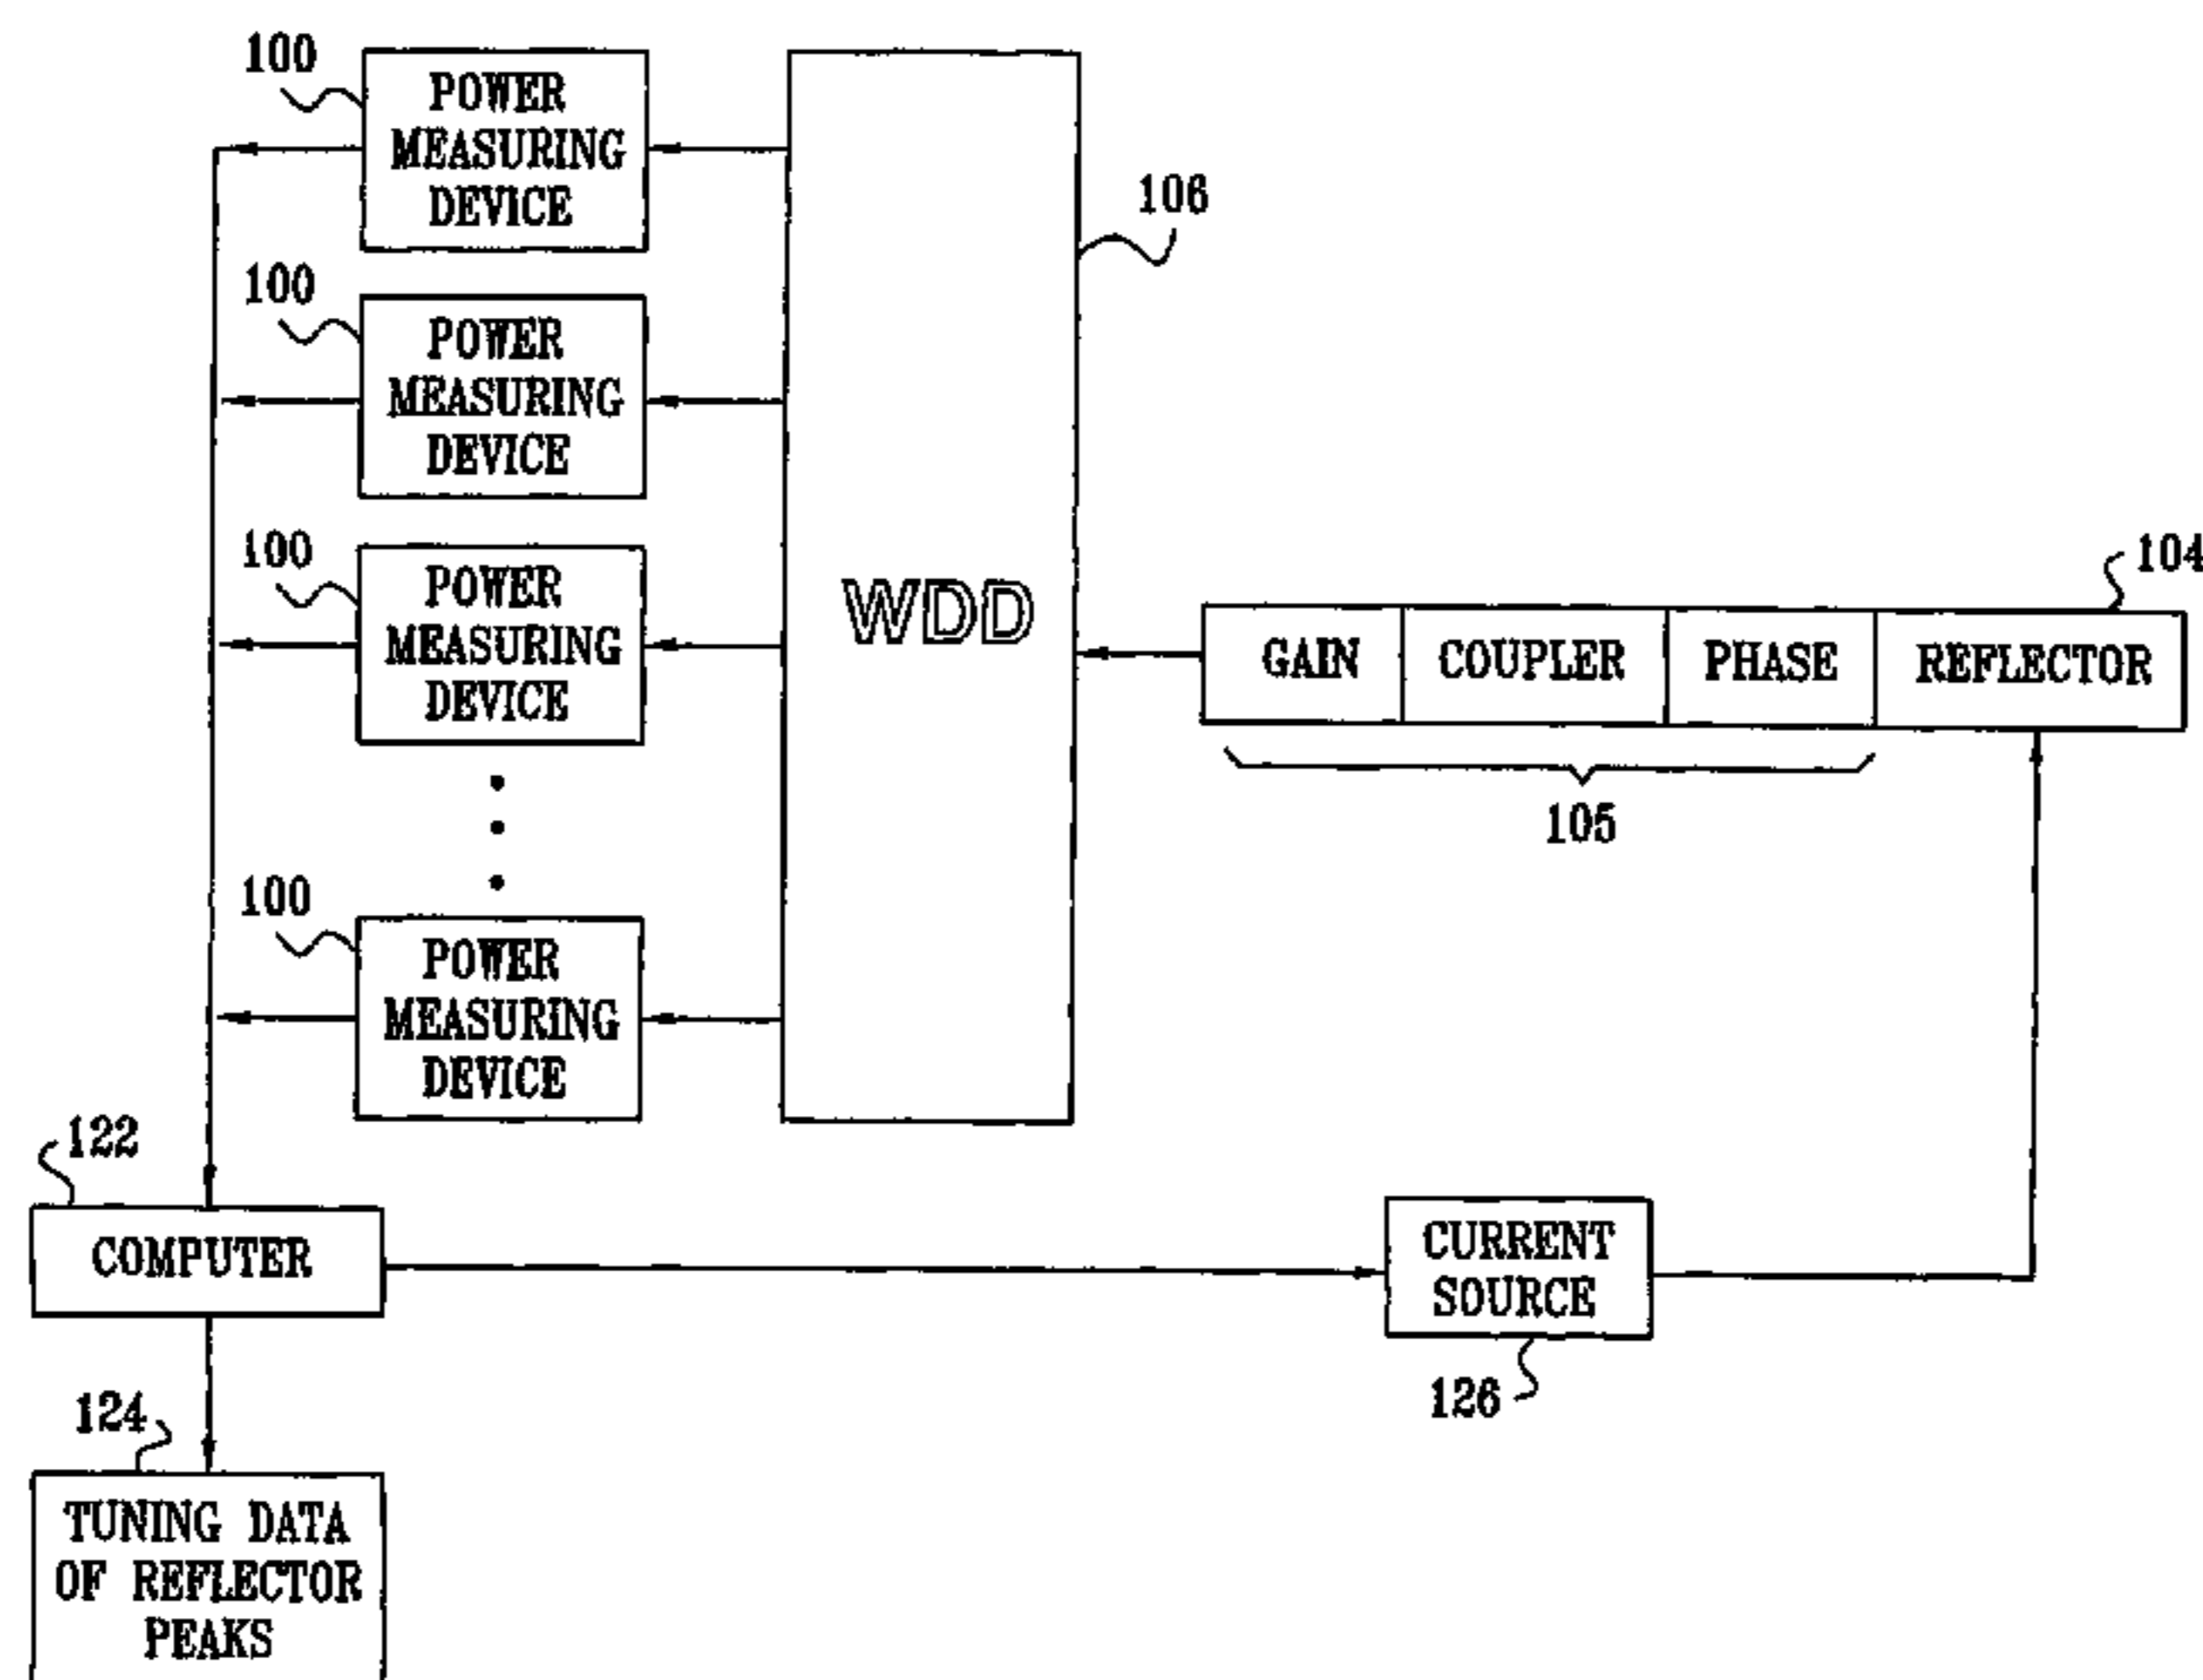 100
POWER
MEASURING
DEVICE
106
100
POWER
MEASURING
DEVICE
100
POWER
MEASURING
DEVICE
WDD
104
GAIN
COUPLER
PHASE
REFLECTOR
105
100
POWER
MEASURING
DEVICE
122
COMPUTER
CURRENT
SOURCE
126
124
TUNING DATA
OF REFLECTOR
PEAKS